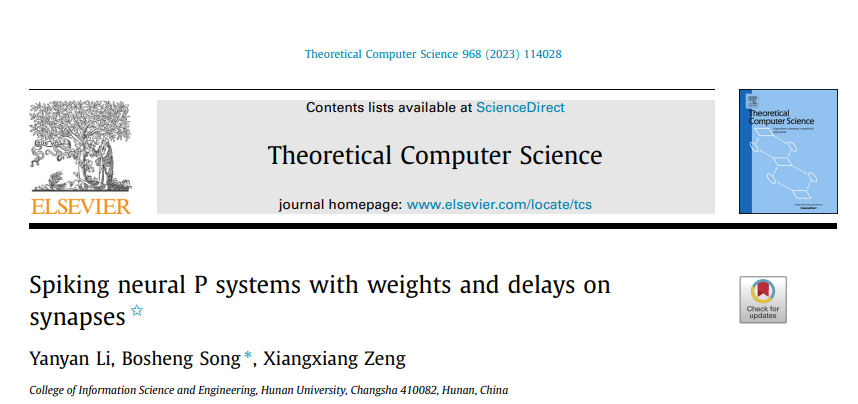 Theoretical Computer Science 968 (2023) 114028
Contents lists available at ScienceDirect
Theoretical Computer Science
journal homepage: www.elsevier.com/locate/tcs
ELSEVIER
Theoretical
Computer Science
Spiking neural P systems with weights and delays on
synapses ☆
Check for
updates
Yanyan Li, Bosheng Song *, Xiangxiang Zeng
College of Information Science and Engineering, Hunan University, Changsha 410082, Hunan, China